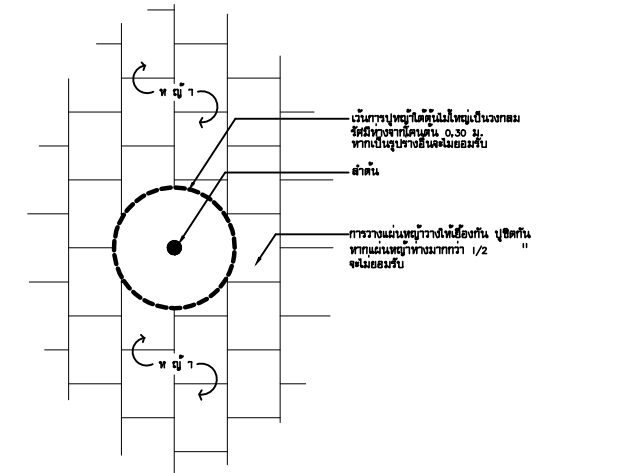 ห ญ้ า
เว้นการปูหญ้าใต้ต้นไม้ใหญ่เป็นวงกลม
รัศมีห่างจากโคนต้น 0.30 ม.
หากเป็นรูปร่างอื่นจะไม่ยอมรับ
ลำต้น
การวางแผ่นหญ้าวางให้เยื้องกัน ปูชิดกัน
หากแผ่นหญ้าห่างมากกว่า 1/2 "
จะไม่ยอมรับ
ห ญ้ า